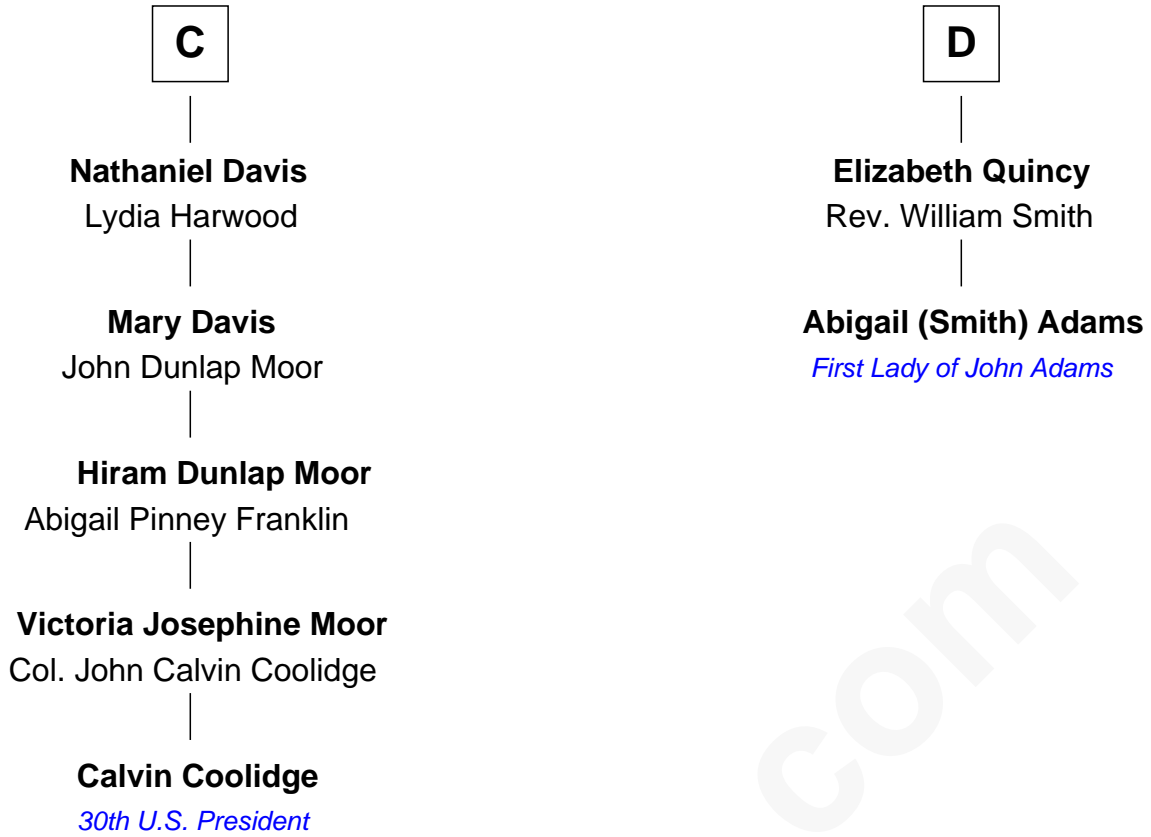 C
Nathaniel Davis
Lydia Harwood
Mary Davis
John Dunlap Moor
Hiram Dunlap Moor
Abigail Pinney Franklin
Victoria Josephine Moor
Col. John Calvin Coolidge
Calvin Coolidge
30th U.S. President
D
Elizabeth Quincy
Rev. William Smith
Abigail (Smith) Adams
First Lady of John Adams
com